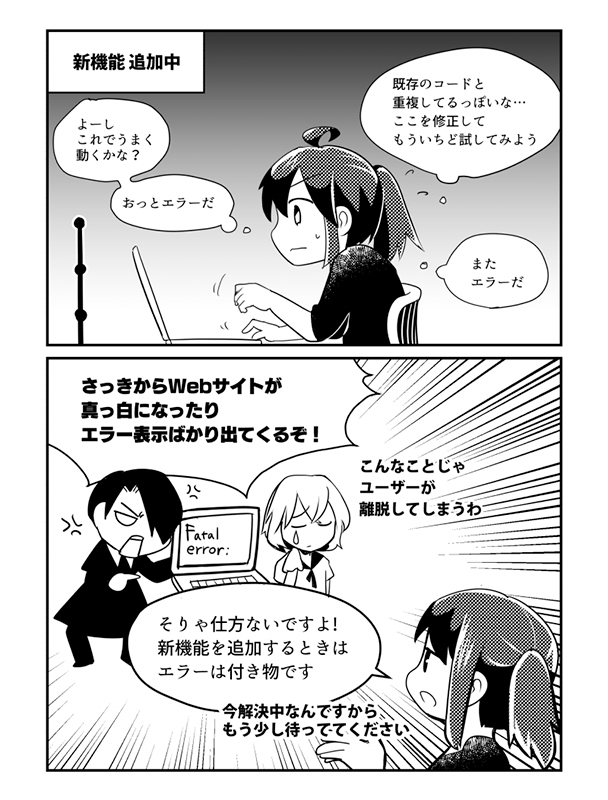 新機能 追加中
既存のコードと
重複してるっぽいな…
ここを修正して
もういちど試してみよう
よーし
これでうまく
動くかな？
おっとエラーだ
また
エラーだ
さっきからWebサイトが
真っ白になったり
エラー表示ばかり出てくるぞ！
こんなことじゃ
ユーザーが
離脱してしまうわ
Fatal
error:
そりゃ仕方ないですよ!
新機能を追加するときは
エラーは付き物です
今解決中なんですから
もう少し待っててください